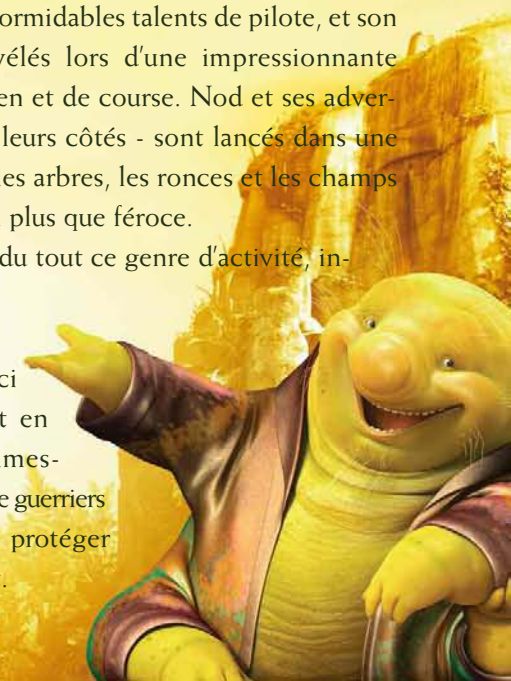 ormidables talents de pilote, et son
vélés lors d'une impressionnante
en et de course. Nod et ses adver-
leurs côtés - sont lancés dans une
es arbres, les ronces et les champs
plus que féroce.
du tout ce genre d'activité, in-
ci
t en
mes-
e guerriers
protéger